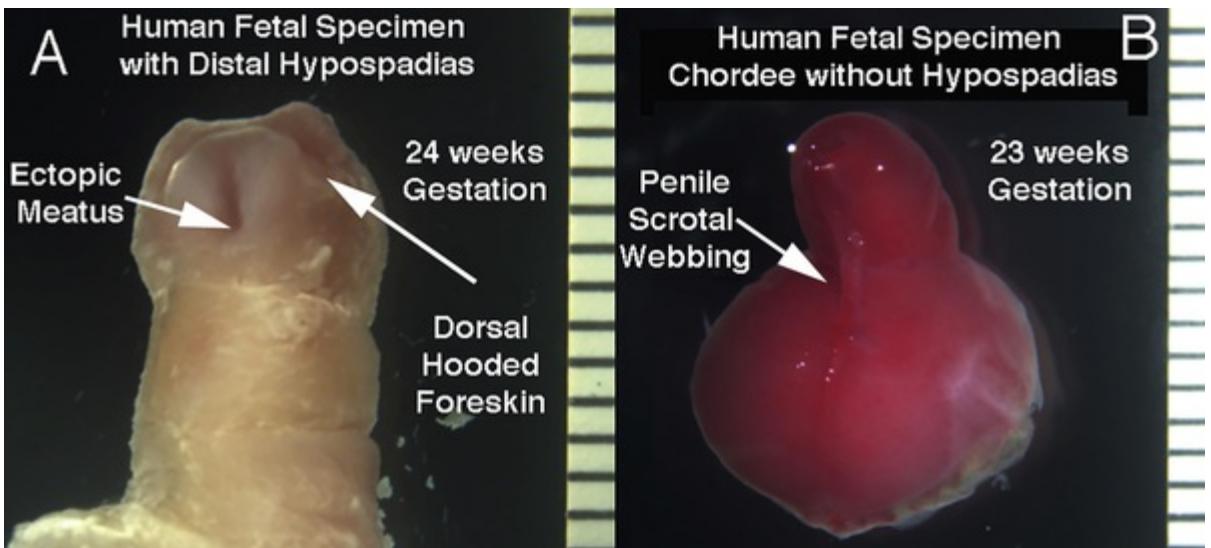 A
Human Fetal Specimen
with Distal Hypospadias
Ectopic
Meatus
24 weeks
Gestation
Dorsal
Hooded
Foreskin
B
Human Fetal Specimen
Chordee without Hypospadias
Penile
Scrotal
Webbing
23 weeks
Gestation